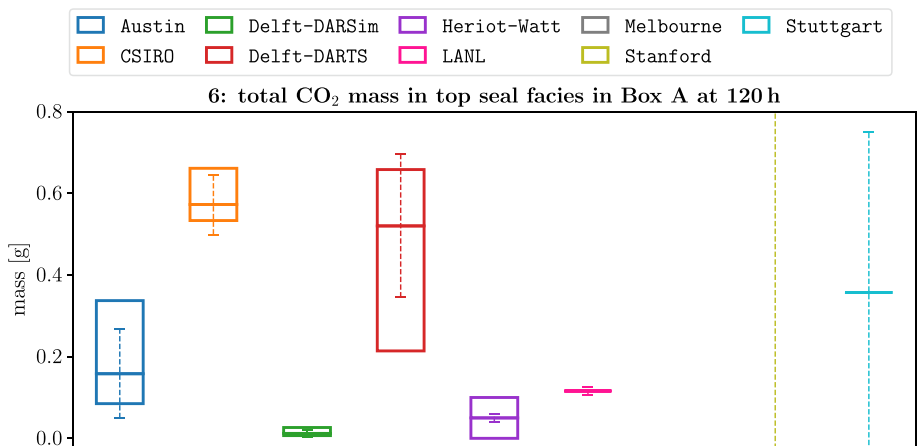 Austin Delft-DARSim Heriot-Watt Melbourne Stuttgart
CSIRO Delft-DARTS LANL Stanford
6: total CO₂ mass in top seal facies in Box A at 120 h
0.8
0.6
0.4
0.2
0.0
mass [g]